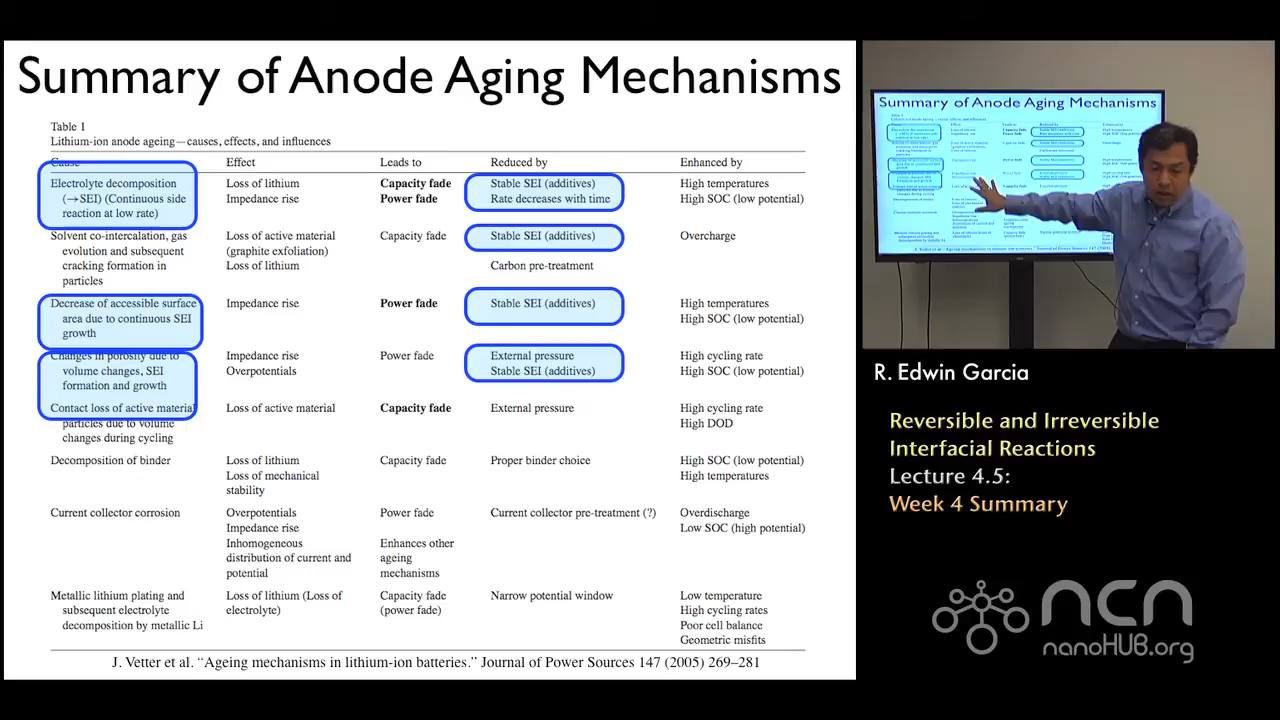 Summary of Anode Aging Mechanisms
Table 1
Lithium-ion anode ageing—causes, effects, and influences
Cause Effect Leads to Reduced by Enhanced by
Electrolyte decomposition Loss of lithium Capacity fade Stable SEI (additives) High temperatures
(→SEI) (Continuous side Impedance rise Power fade Rate decreases with time High SOC (low potential)
reaction at low rate)
Solvent co-intercalation, gas Loss of active material Capacity fade Stable SEI (additives) Overcharge
evolution and subsequent (graphite exfoliation)
cracking formation in Loss of lithium Carbon pre-treatment
particles
Decrease of accessible surface Impedance rise Power fade Stable SEI (additives) High temperatures
area due to continuous SEI High SOC (low potential)
growth
Changes in porosity due to Impedance rise Power fade External pressure High cycling rate
volume changes, SEI Overpotentials Stable SEI (additives) High SOC (low potential)
formation and growth
Contact loss of active material Loss of active material Capacity fade External pressure High cycling rate
particles due to volume High DOD
changes during cycling
Decomposition of binder Loss of lithium Capacity fade Proper binder choice High SOC (low potential)
Loss of mechanical High temperatures
stability
Current collector corrosion Overpotentials Power fade Current collector pre-treatment (?) Overdischarge
Impedance rise Low SOC (high potential)
Inhomogeneous Enhances other
distribution of current and ageing
potential mechanisms
Metallic lithium plating and Loss of lithium (Loss of Capacity fade Narrow potential window Low temperature
subsequent electrolyte electrolyte) (power fade) High cycling rates
decomposition by metallic Li Poor cell balance
Geometric misfits
J. Vetter et al. “Ageing mechanisms in lithium-ion batteries.” Journal of Power Sources 147 (2005) 269–281
Summary of Anode Aging Mechanisms
R. Edwin Garcia
Reversible and Irreversible
Interfacial Reactions
Lecture 4.5:
Week 4 Summary
ncn
nanoHUB.org